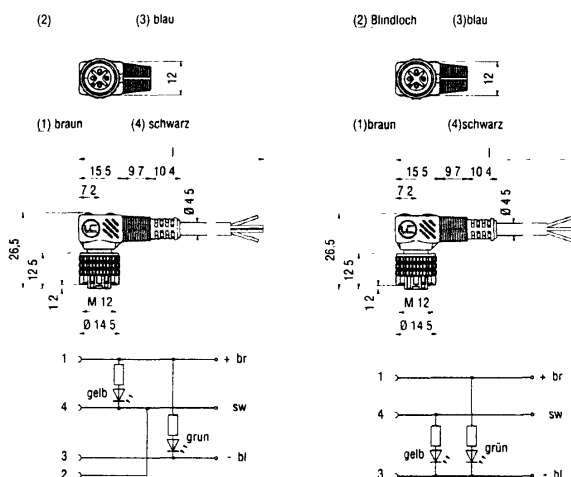 (2) (3) blau
12
(1) braun (4) schwarz
l
15 5 9 7 10 4
7 2
Ø 4 5
26,5
12 5
1 2
M 12
Ø 14 5
1 + br
gelb
4 sw
grun
3 - bl
2
(2) Blindloch (3)blau
12
(1)braun (4)schwarz
l
15 5 9 7 10 4
7 2
Ø 4 5
26,5
12 5
1 2
M 12
Ø 14 5
1 + br
4 sw
gelb grün
3 - bl